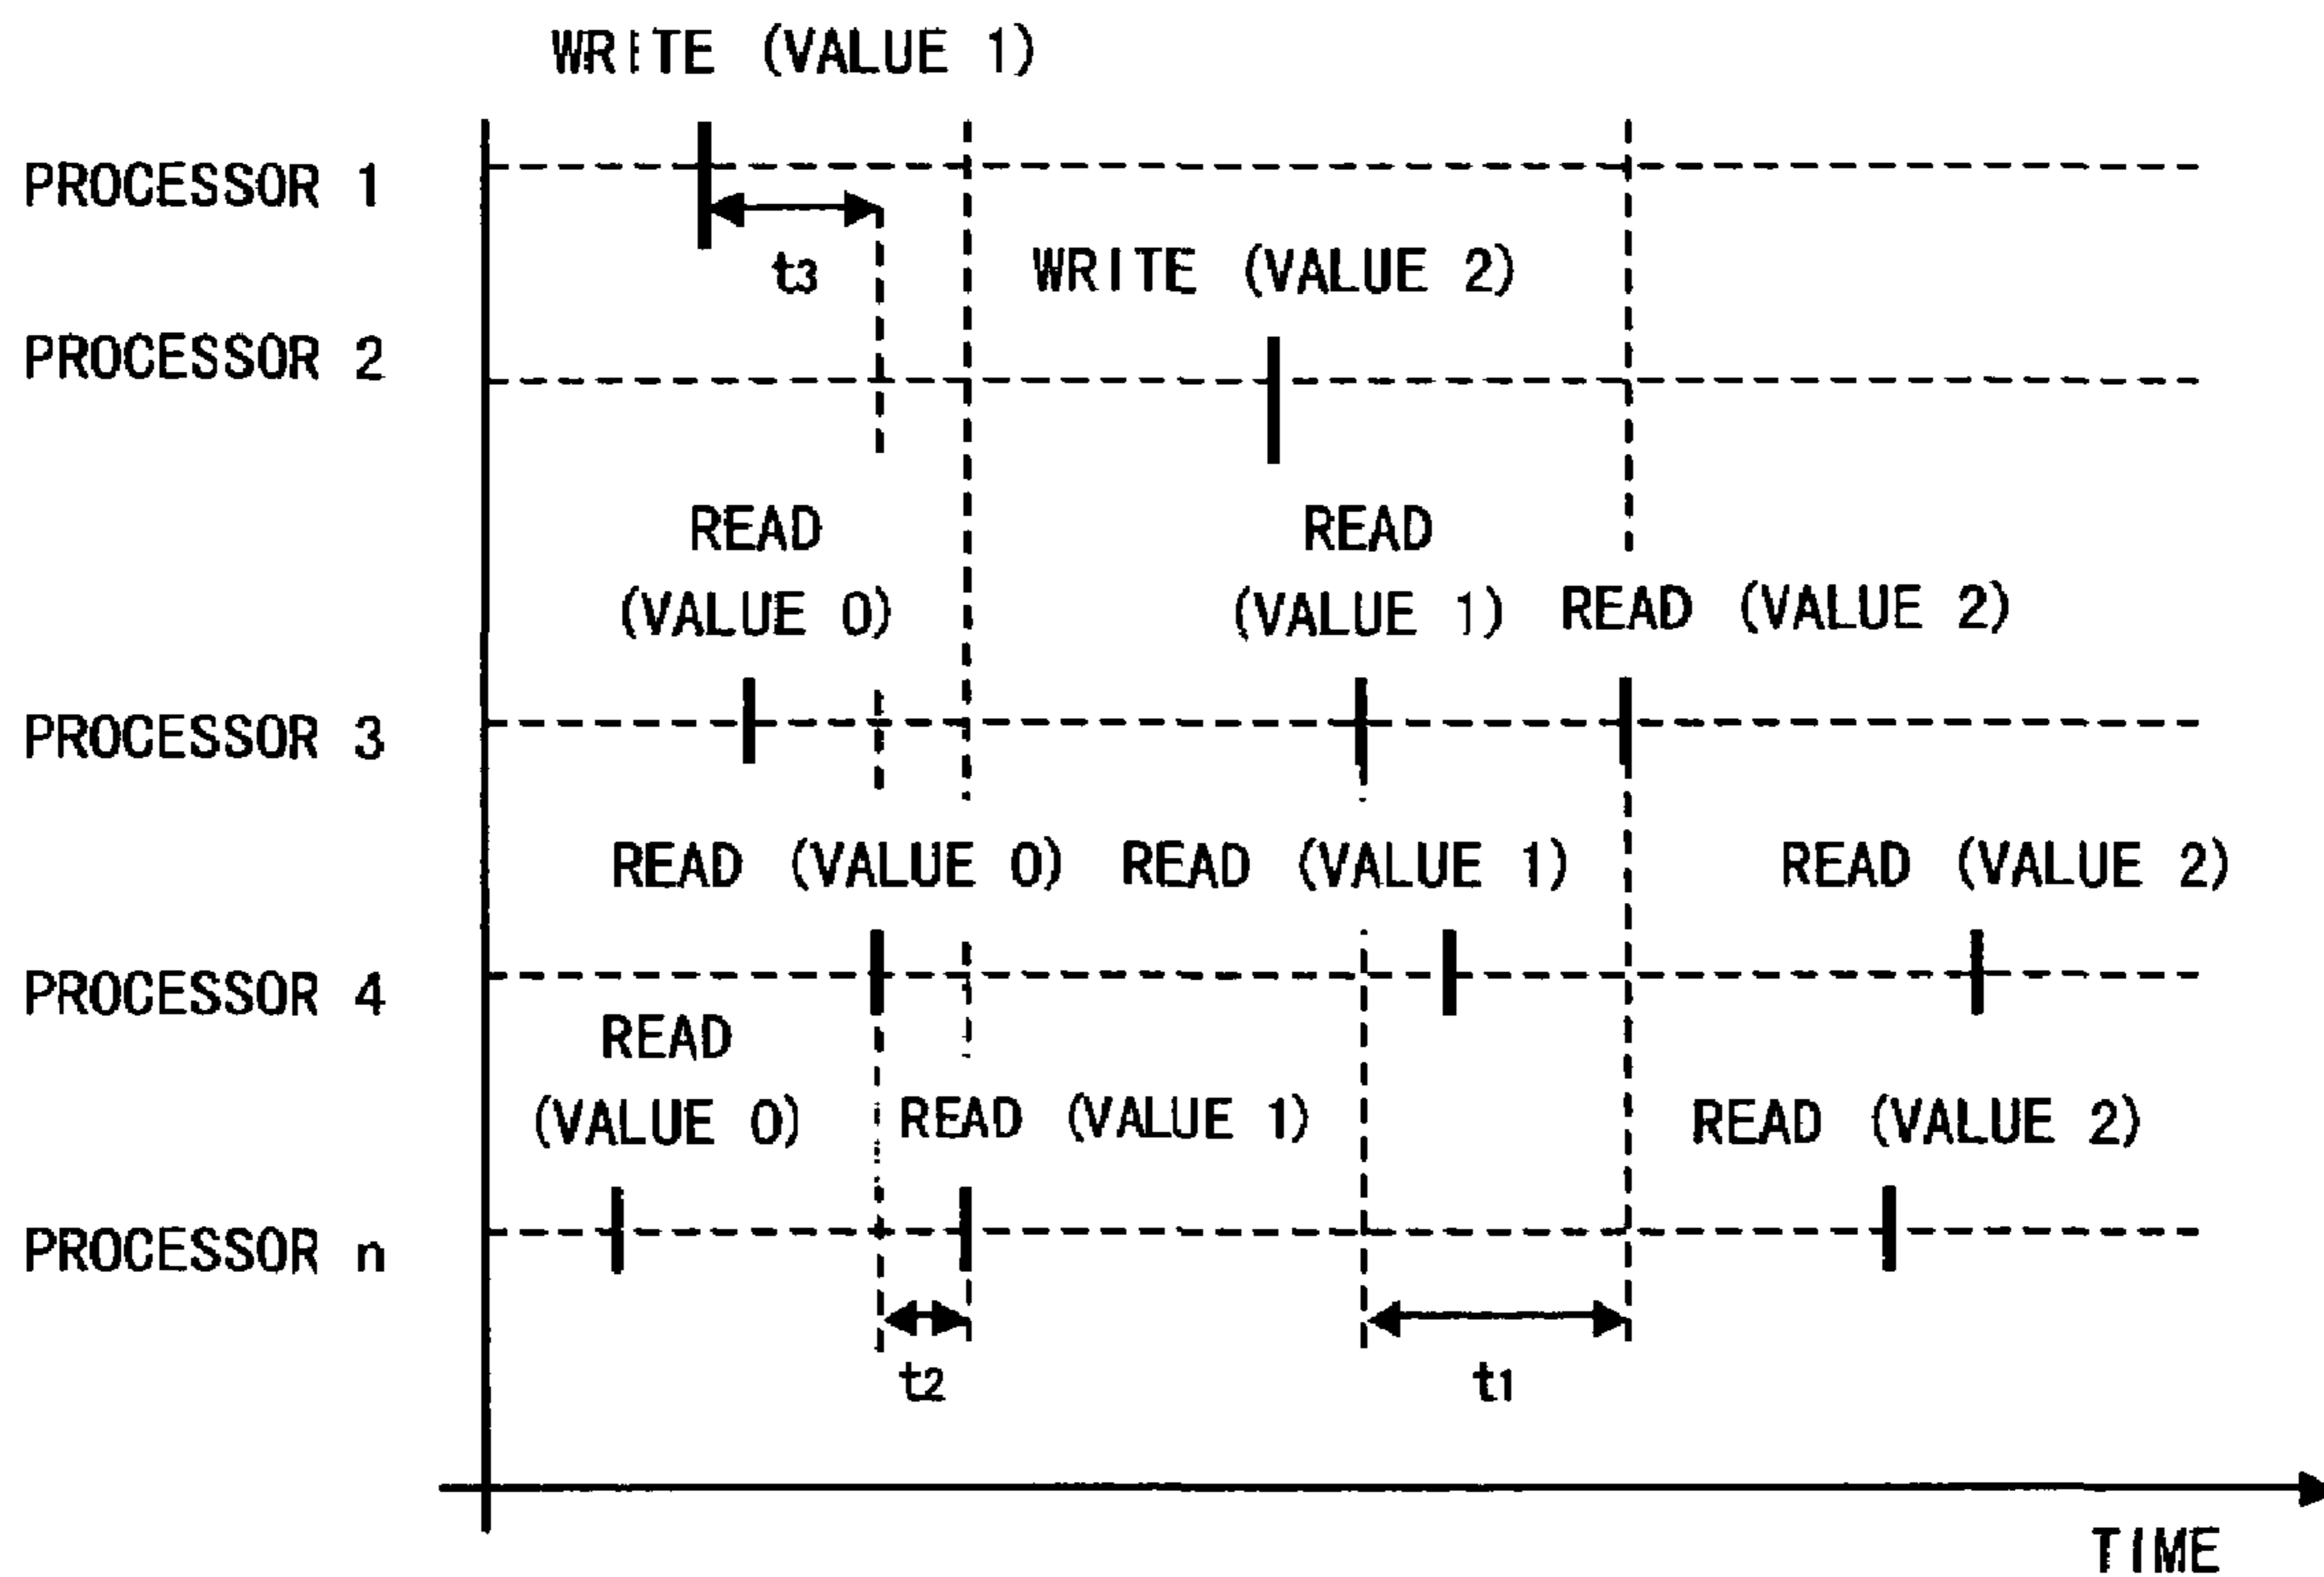 WRITE (VALUE 1)
PROCESSOR 1
t3
WRITE (VALUE 2)
PROCESSOR 2
READ
(VALUE 0)
READ
(VALUE 1)
READ (VALUE 2)
PROCESSOR 3
READ (VALUE 0)
READ (VALUE 1)
READ (VALUE 2)
PROCESSOR 4
READ
(VALUE 0)
READ (VALUE 1)
READ (VALUE 2)
PROCESSOR n
t2
t1
TIME